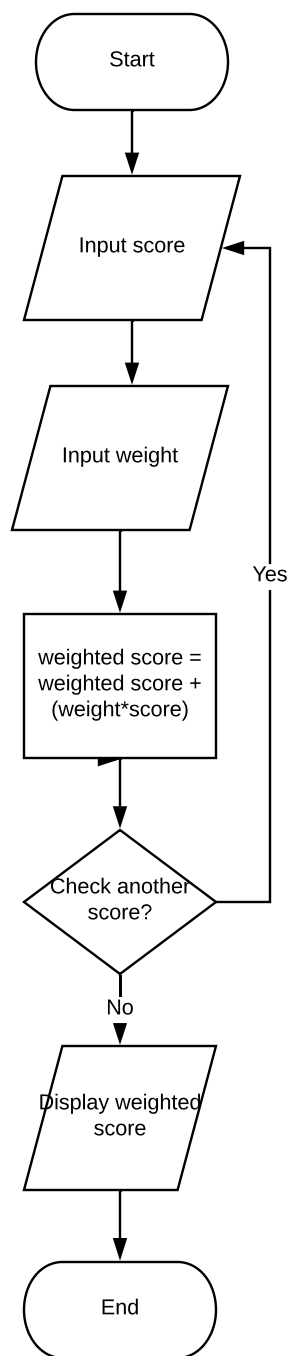 Start
Input score
Input weight
Yes
weighted score =
weighted score +
(weight*score)
Check another
score?
No
Display weighted
score
End